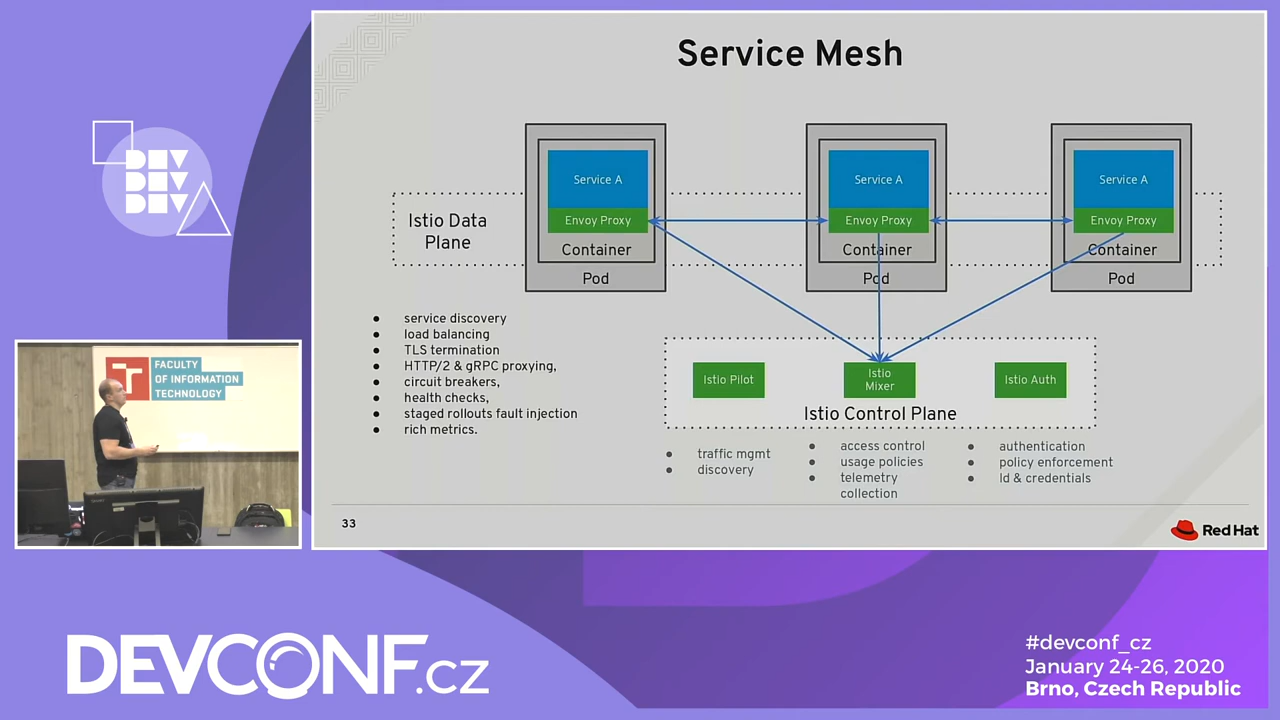 Service Mesh
Service A
Service A
Service A
Envoy Proxy
Envoy Proxy
Envoy Proxy
Container
Container
Container
Pod
Pod
Pod
Istio Data
Plane
● service discovery
● load balancing
● TLS termination
● HTTP/2 & gRPC proxying,
● circuit breakers,
● health checks,
● staged rollouts fault injection
● rich metrics.
Istio Pilot
Istio
Mixer
Istio Auth
Istio Control Plane
● traffic mgmt
● discovery
● access control
● usage policies
● telemetry
collection
● authentication
● policy enforcement
● Id & credentials
33
Red Hat
DEV
DEV
DEV
FACULTY
OF INFORMATION
TECHNOLOGY
DEVCONF.cz
#devconf_cz
January 24-26, 2020
Brno, Czech Republic